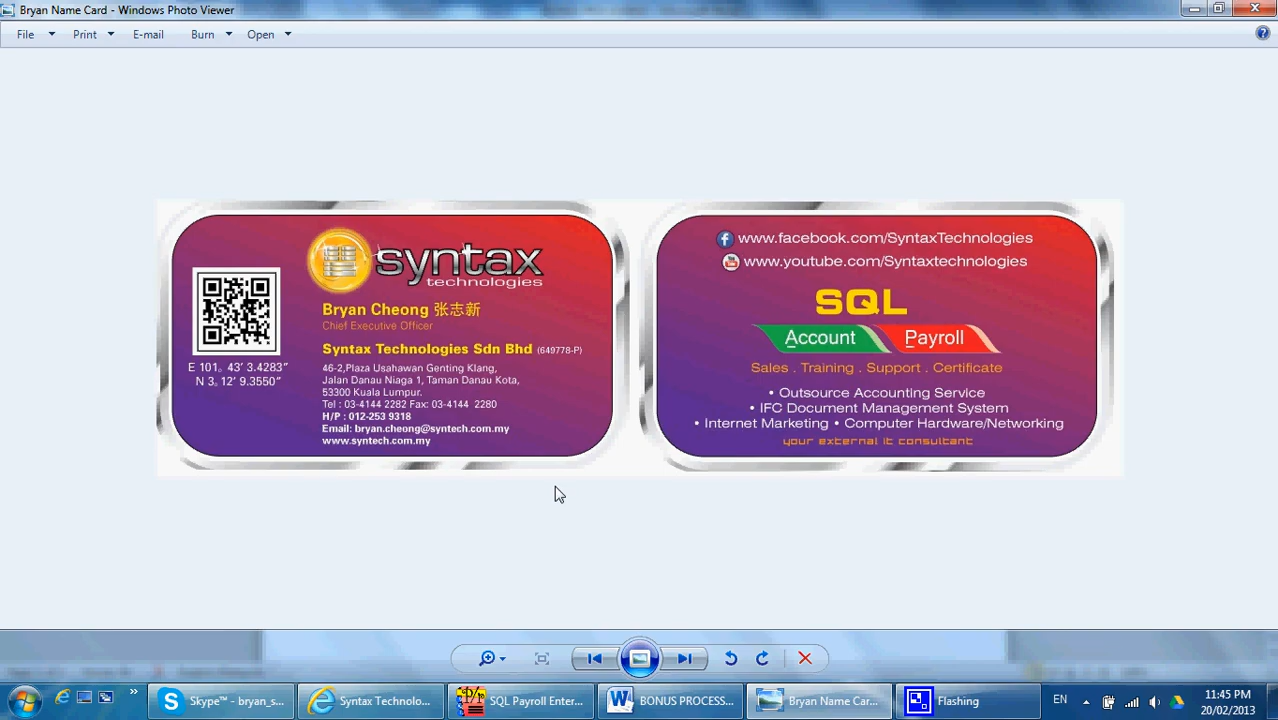 Bryan Name Card - Windows Photo Viewer
File Print E-mail Burn Open
syntax
technologies
Bryan Cheong 张志新
Chief Executive Officer
Syntax Technologies Sdn Bhd (649778-P)
E 101。 43' 3.4283"
N 3。 12' 9.3550"
46-2,Plaza Usahawan Genting Klang,
Jalan Danau Niaga 1, Taman Danau Kota,
53300 Kuala Lumpur.
Tel : 03-4144 2282 Fax: 03-4144 2280
H/P : 012-253 9318
Email: bryan.cheong@syntech.com.my
www.syntech.com.my
www.facebook.com/SyntaxTechnologies
www.youtube.com/Syntaxtechnologies
SQL
Account Payroll
Sales . Training . Support . Certificate
• Outsource Accounting Service
• IFC Document Management System
• Internet Marketing • Computer Hardware/Networking
your external it consultant
Skype™ - bryan_s... Syntax Technolo... SQL Payroll Enter... BONUS PROCESS... Bryan Name Car... Flashing EN
11:45 PM
20/02/2013